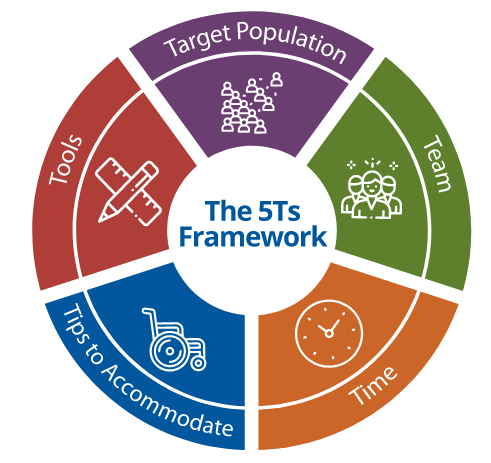 Target Population
Team
Time
Tips to Accommodate
Tools
The 5Ts
Framework